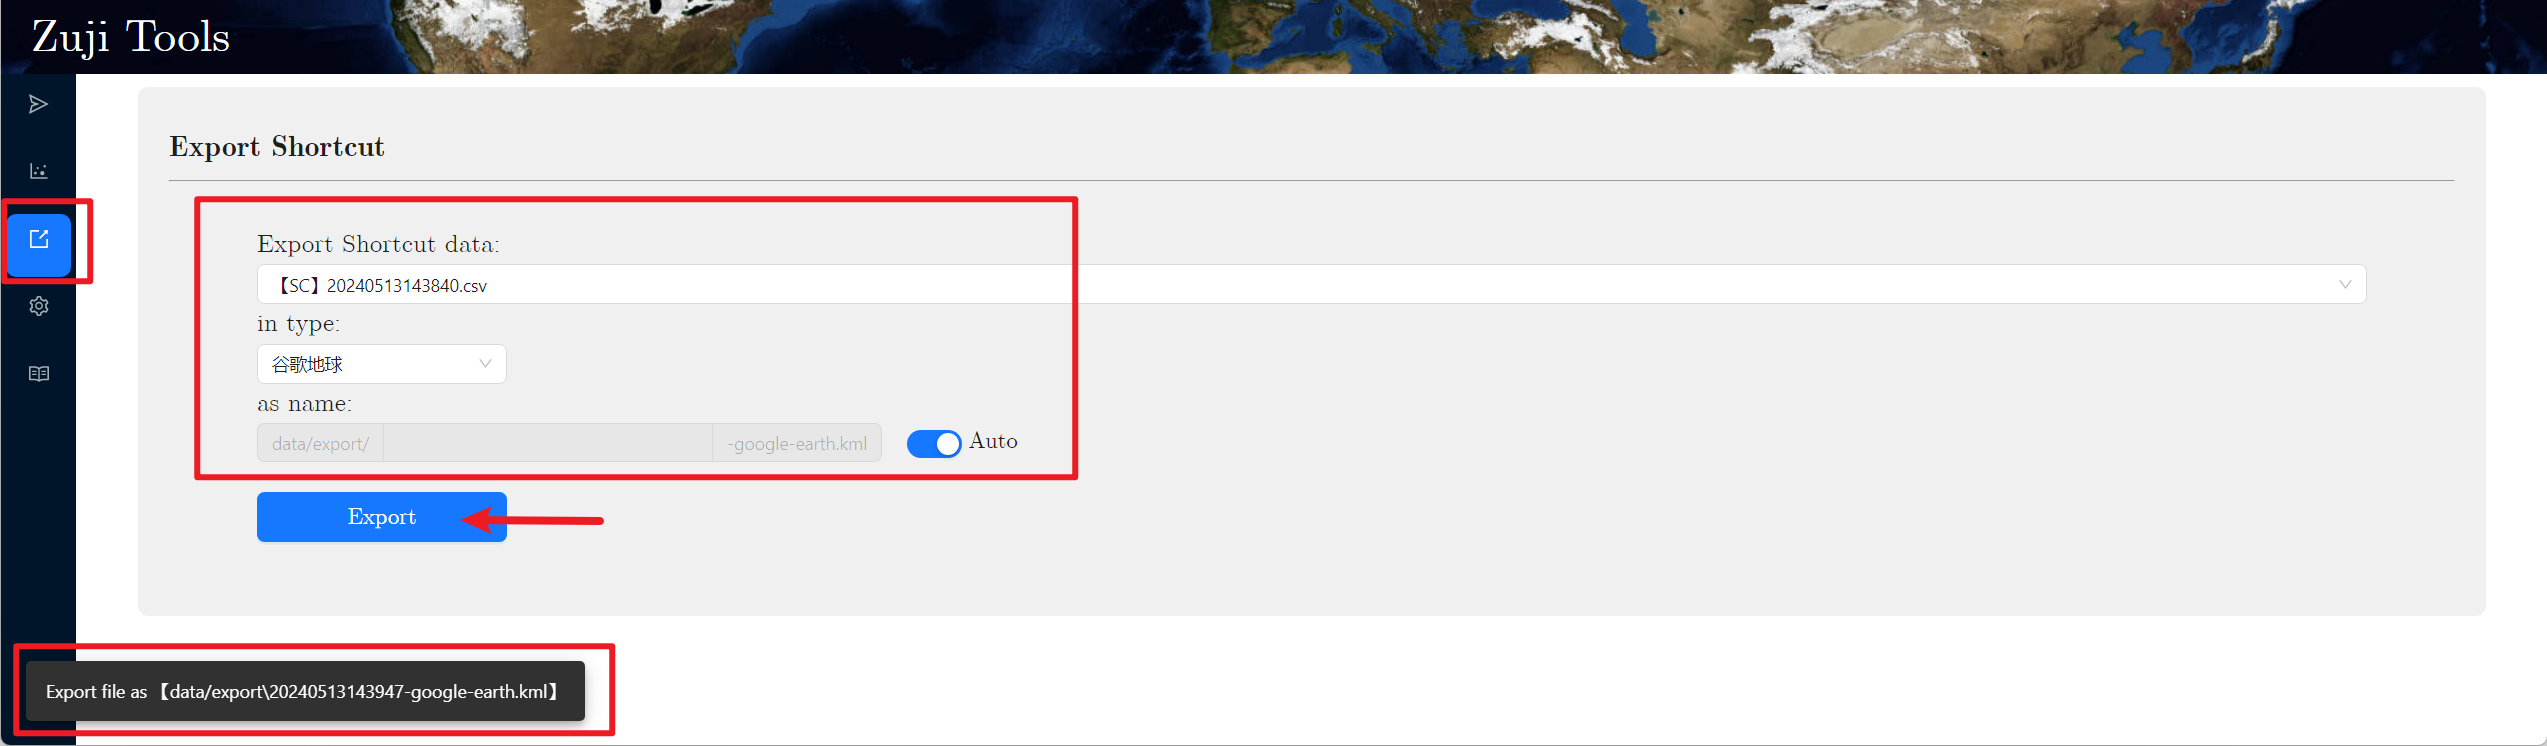 Zuji Tools
Export Shortcut
Export Shortcut data:
【SC】20240513143840.csv
in type:
谷歌地球
as name:
data/export/ -google-earth.kml Auto
Export
Export file as 【data/export\20240513143947-google-earth.kml】